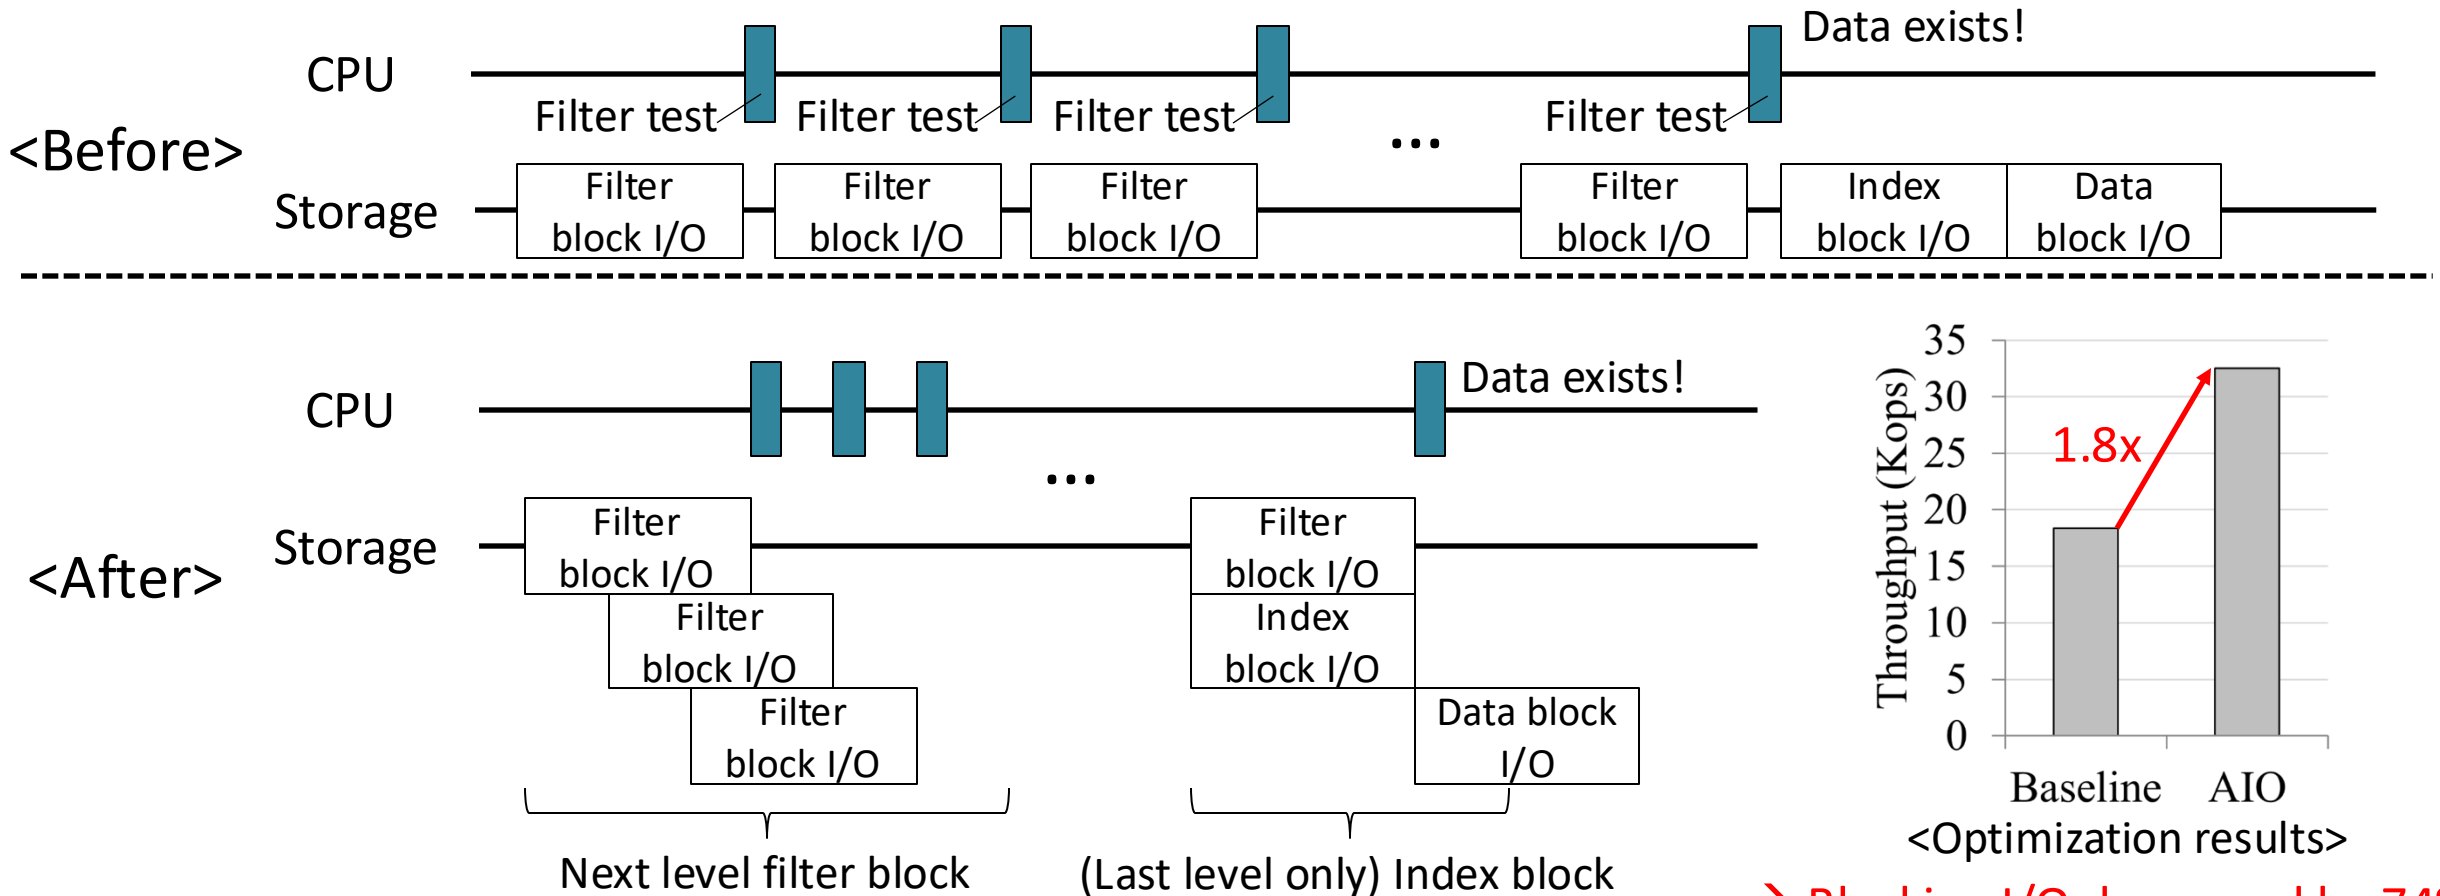 Data exists!
CPU
Filter test Filter test Filter test Filter test
...
<Before>
Storage
Filter
block I/O
Filter
block I/O
Filter
block I/O
Filter
block I/O
Index
block I/O
Data
block I/O
Data exists!
CPU
...
<After>
Storage
Filter
block I/O
Filter
block I/O
Filter
block I/O
Filter
block I/O
Index
block I/O
Data block
I/O
Next level filter block
(Last level only) Index block
35
30
25
20
15
10
5
0
Throughput (Kops)
1.8x
Baseline AIO
<Optimization results>